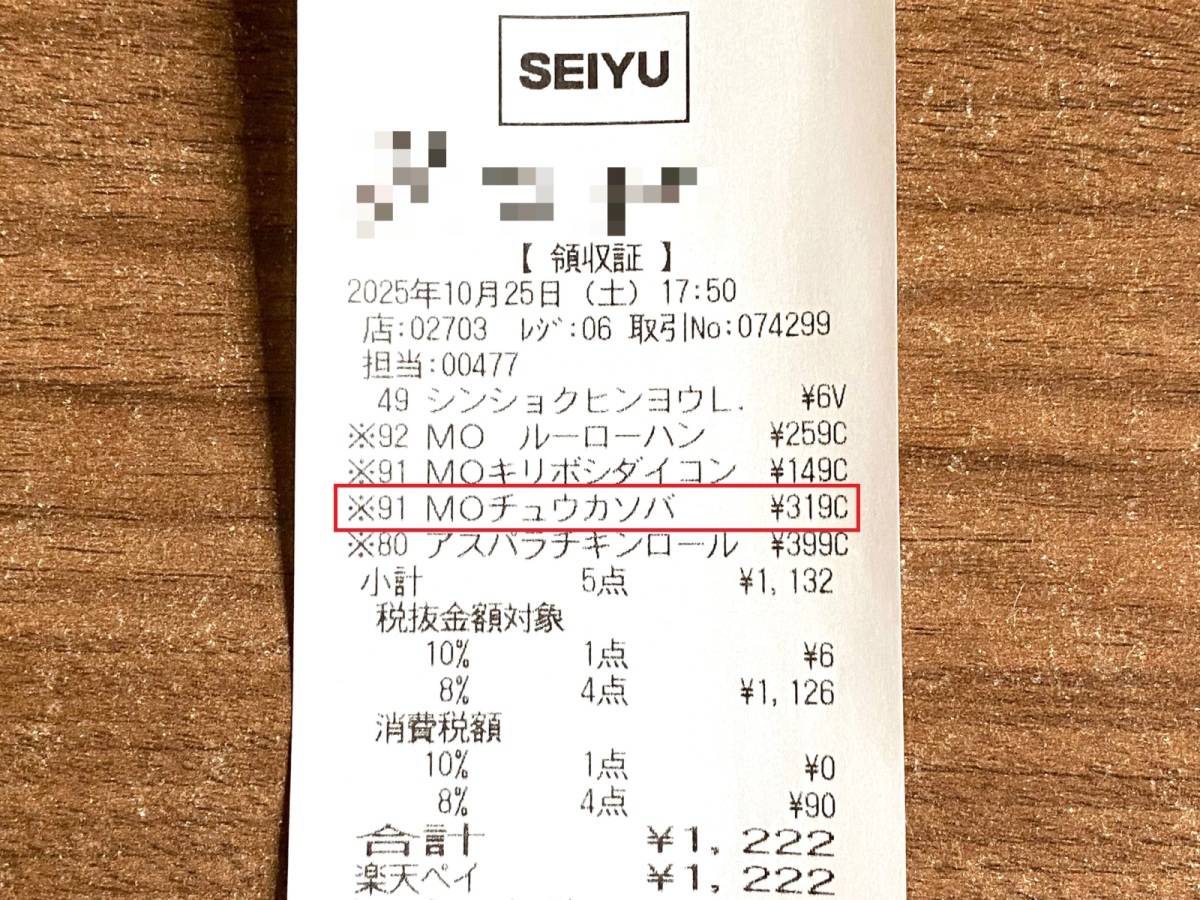 SEIYU
【 領収証 】
2025年10月25日 (土) 17:50
店:02703 ﾚｼﾞ:06 取引No:074299
担当:00477
49 シンショクヒンヨウL. ¥6V
※92 MO ルーローハン ¥259C
※91 MOキリボシダイコン ¥149C
※91 MOチュウカソバ ¥319C
※80 アスパラチキンロール ¥399C
小計 5点 ¥1,132
税抜金額対象
10% 1点 ¥6
8% 4点 ¥1,126
消費税額
10% 1点 ¥0
8% 4点 ¥90
合計 ¥1,222
楽天ペイ ¥1,222